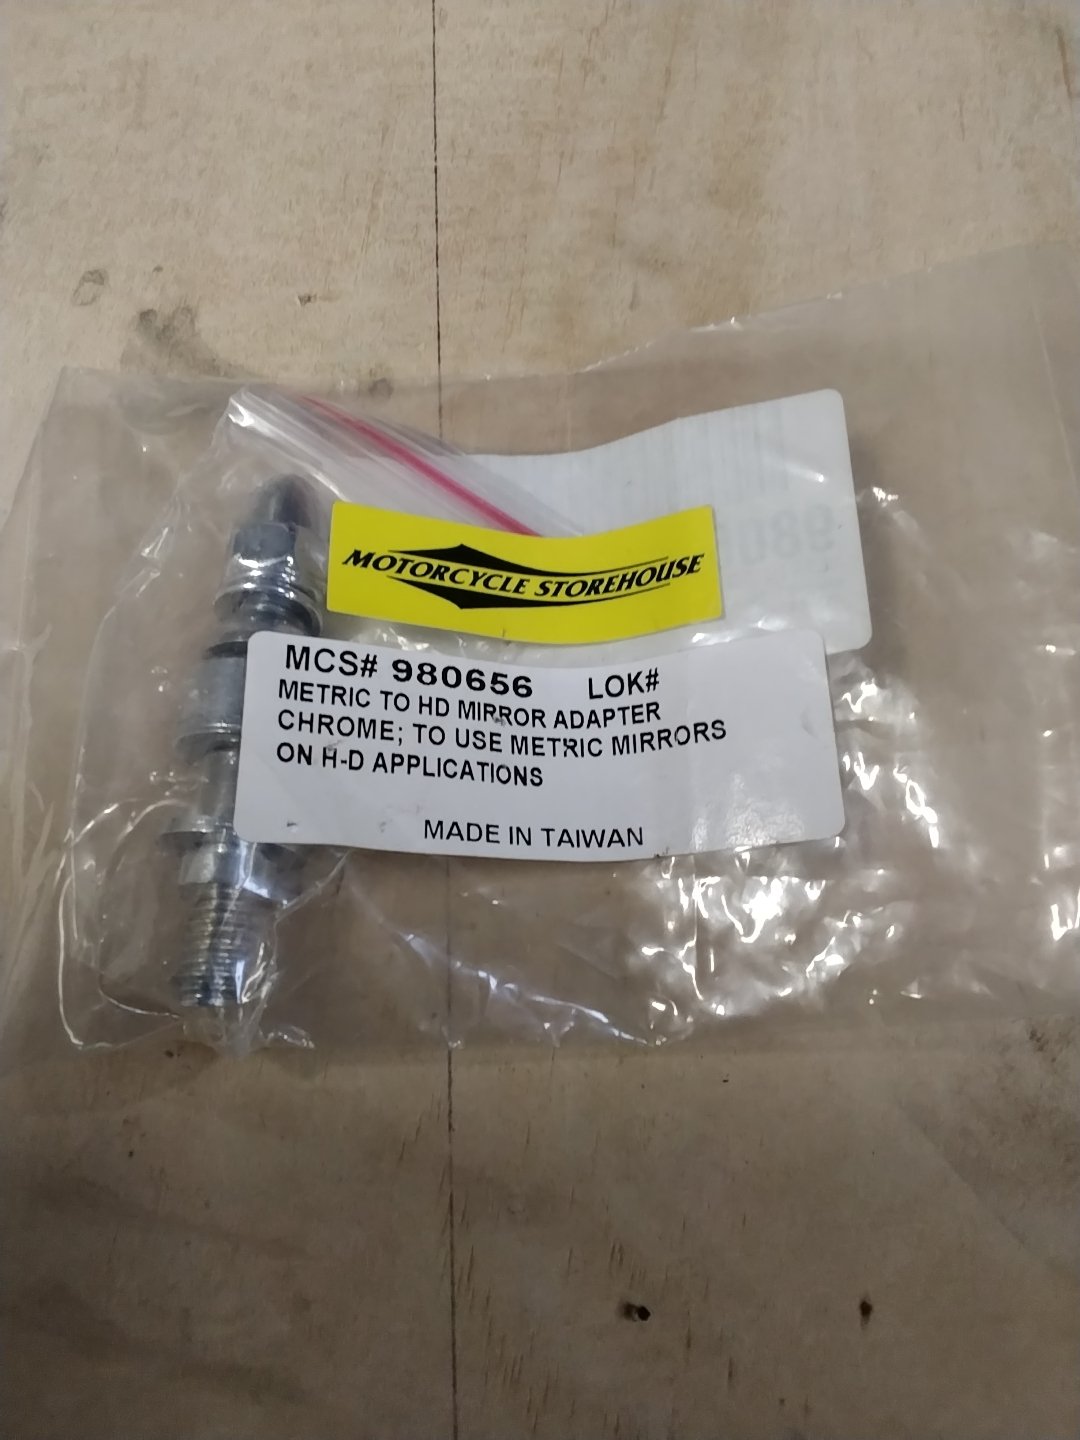 MOTORCYCLE STOREHOUSE
MCS# 980656 LOK#
METRIC TO HD MIRROR ADAPTER
CHROME; TO USE METRIC MIRRORS
ON H-D APPLICATIONS
MADE IN TAIWAN